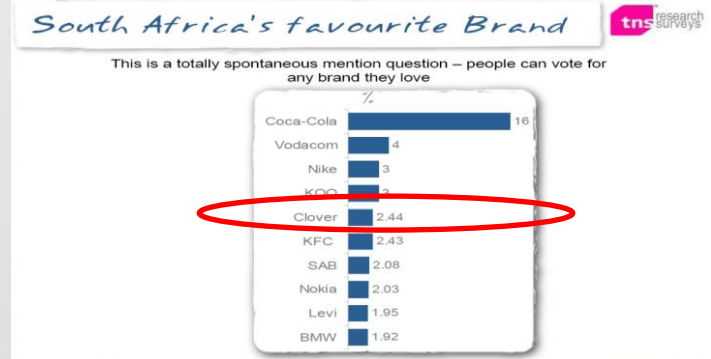 South Africa's favourite Brand
tns research
surveys
This is a totally spontaneous mention question – people can vote for
any brand they love
%
Coca-Cola 16
Vodacom 4
Nike 3
KOO 3
Clover 2.44
KFC 2.43
SAB 2.08
Nokia 2.03
Levi 1.95
BMW 1.92